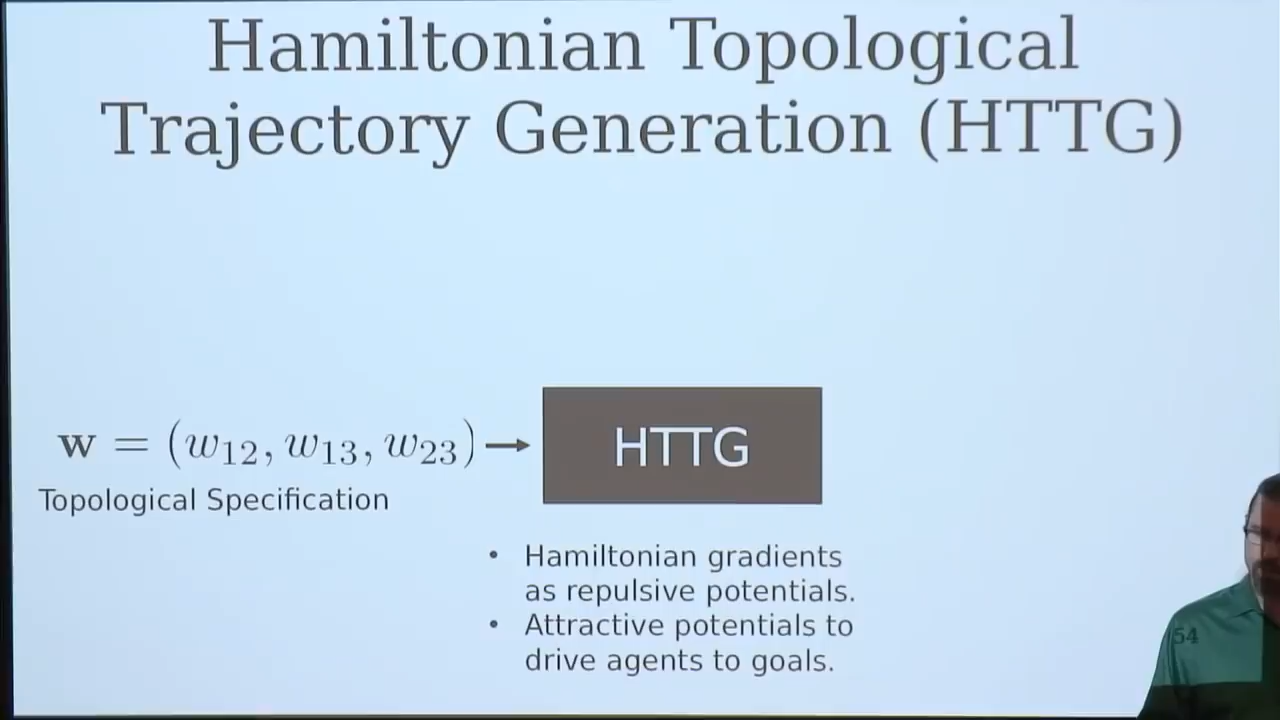 Hamiltonian Topological
Trajectory Generation (HTTG)
w = (w₁₂, w₁₃, w₂₃)
Topological Specification
HTTG
• Hamiltonian gradients
as repulsive potentials.
• Attractive potentials to
drive agents to goals.
54